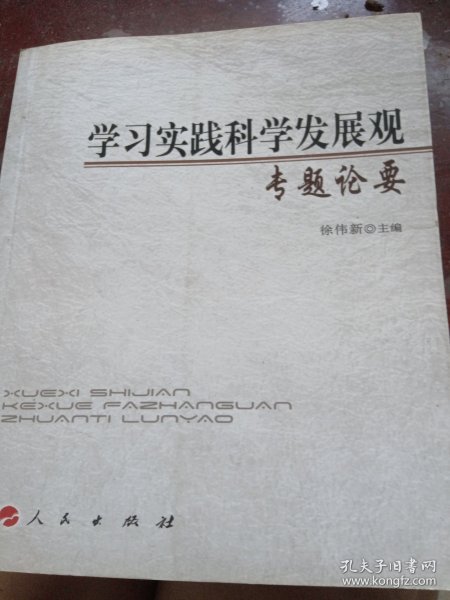 学习实践科学发展观
专题论要
徐伟新◎主编
XUEXI SHIJIAN
KEXUE FAZHANGUAN
ZHUANTI LUNYAO
人民出版社
孔夫子旧书网
www.kongfz.com